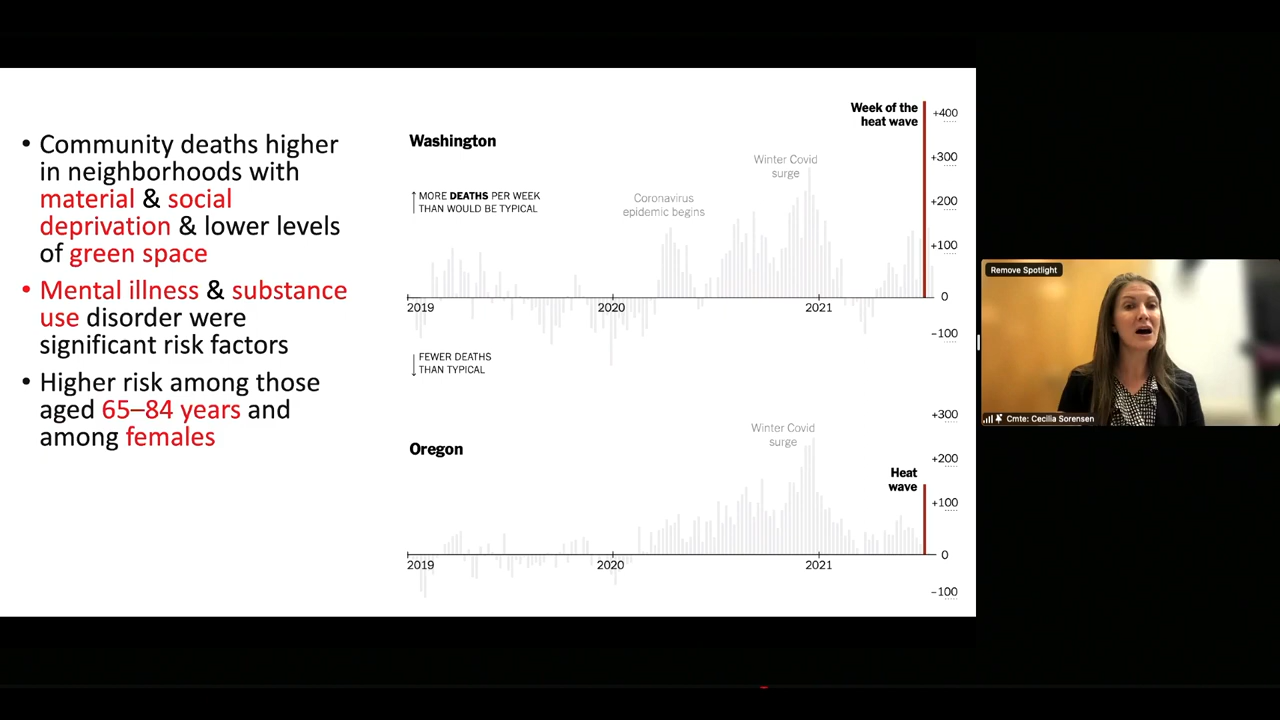 • Community deaths higher
in neighborhoods with
material & social
deprivation & lower levels
of green space
• Mental illness & substance
use disorder were
significant risk factors
• Higher risk among those
aged 65–84 years and
among females
Washington
↑ MORE DEATHS PER WEEK
THAN WOULD BE TYPICAL
Coronavirus
epidemic begins
Winter Covid
surge
Week of the
heat wave
+400
+300
+200
+100
0
−100
2019
2020
2021
↓ FEWER DEATHS
THAN TYPICAL
Oregon
Winter Covid
surge
Heat
wave
+300
+200
+100
0
−100
2019
2020
2021
Remove Spotlight
Cmte: Cecilia Sorensen